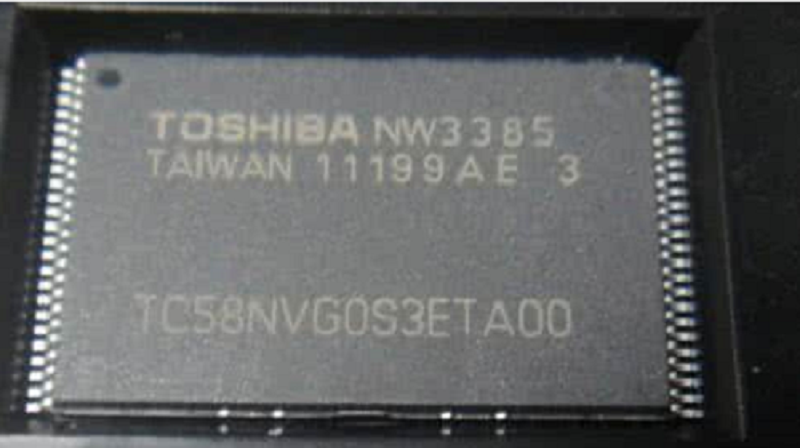 TOSHIBA NW3385
TAIWAN 11199AE 3
TC58NVG0S3ETA00